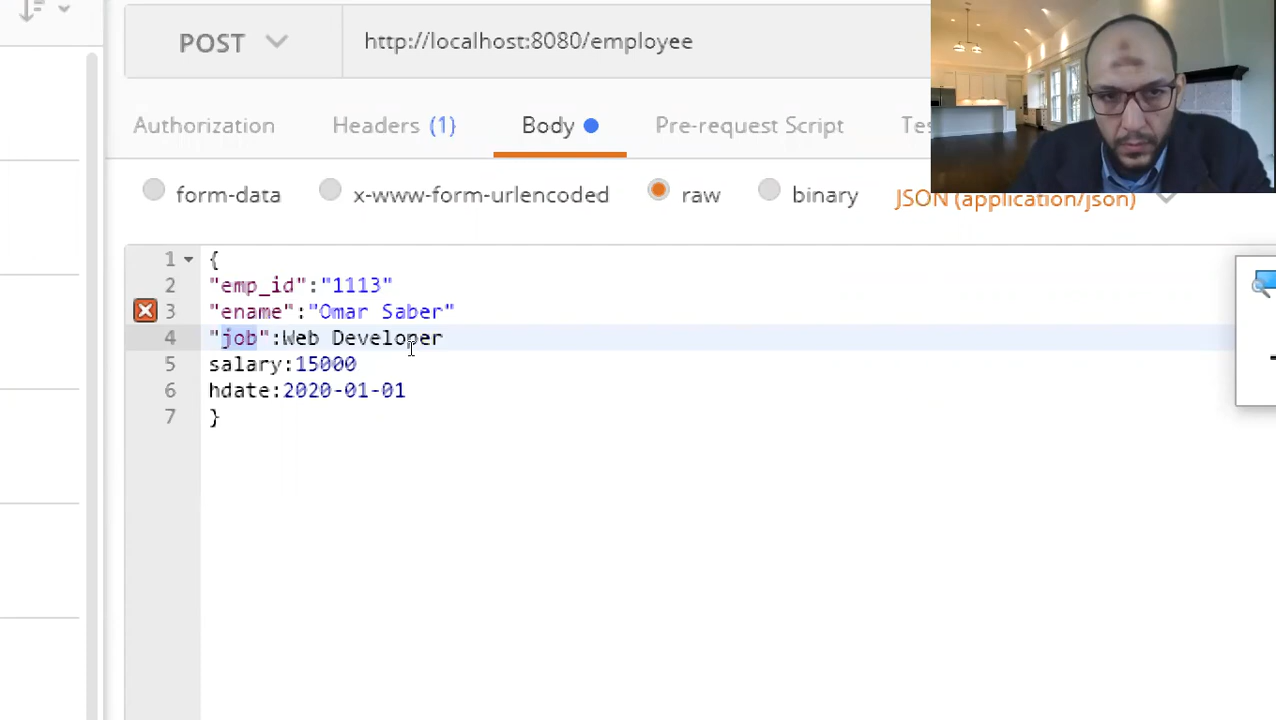 POST http://localhost:8080/employee
Authorization Headers (1) Body Pre-request Script
form-data x-www-form-urlencoded raw binary JSON (application/json)
1 {
2 "emp_id":"1113"
3 "ename":"Omar Saber"
4 "job":Web Developer
5 salary:15000
6 hdate:2020-01-01
7 }